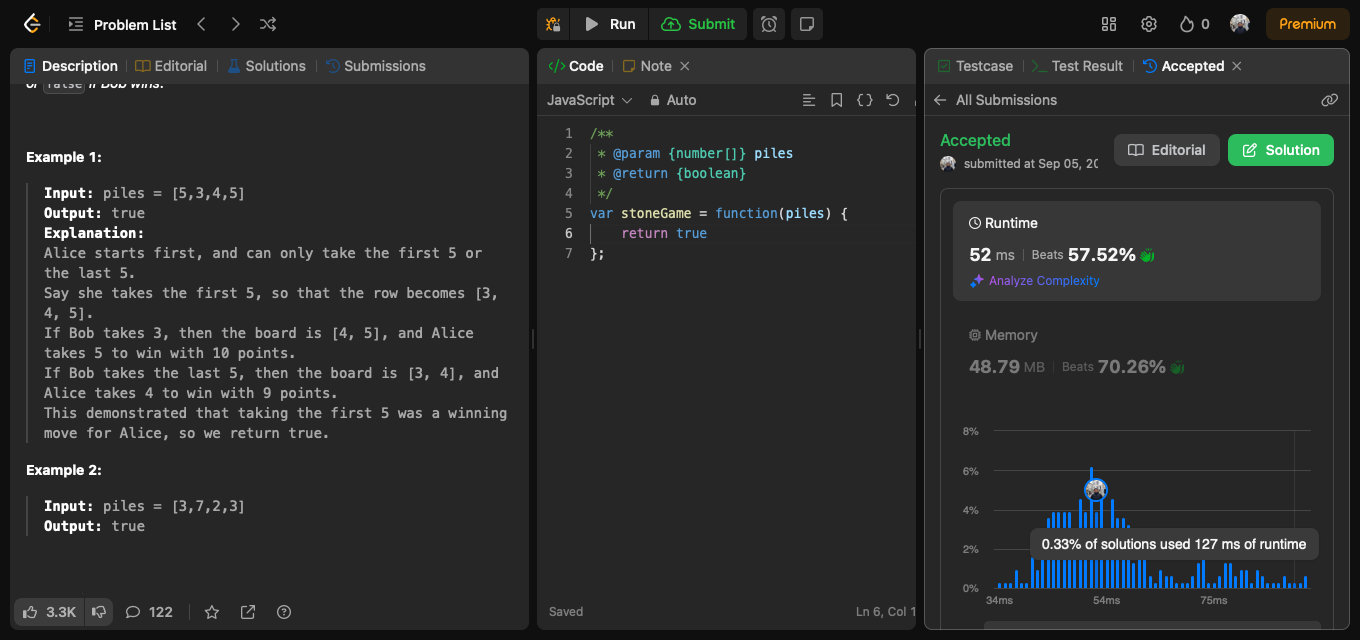 Problem List
Run
Submit
0
Premium
Description
Editorial
Solutions
Submissions
or false if Bob wins.
Example 1:
Input: piles = [5,3,4,5]
Output: true
Explanation:
Alice starts first, and can only take the first 5 or
the last 5.
Say she takes the first 5, so that the row becomes [3,
4, 5].
If Bob takes 3, then the board is [4, 5], and Alice
takes 5 to win with 10 points.
If Bob takes the last 5, then the board is [3, 4], and
Alice takes 4 to win with 9 points.
This demonstrated that taking the first 5 was a winning
move for Alice, so we return true.
Example 2:
Input: piles = [3,7,2,3]
Output: true
3.3K
122
</> Code
Note
JavaScript
Auto
1 /**
2 * @param {number[]} piles
3 * @return {boolean}
4 */
5 var stoneGame = function(piles) {
6 return true
7 };
Saved
Ln 6, Col 1
Testcase
Test Result
Accepted
All Submissions
Accepted
submitted at Sep 05, 20
Editorial
Solution
Runtime
52 ms
Beats 57.52%
Analyze Complexity
Memory
48.79 MB
Beats 70.26%
8%
6%
4%
2%
0%
0.33% of solutions used 127 ms of runtime
34ms
54ms
75ms